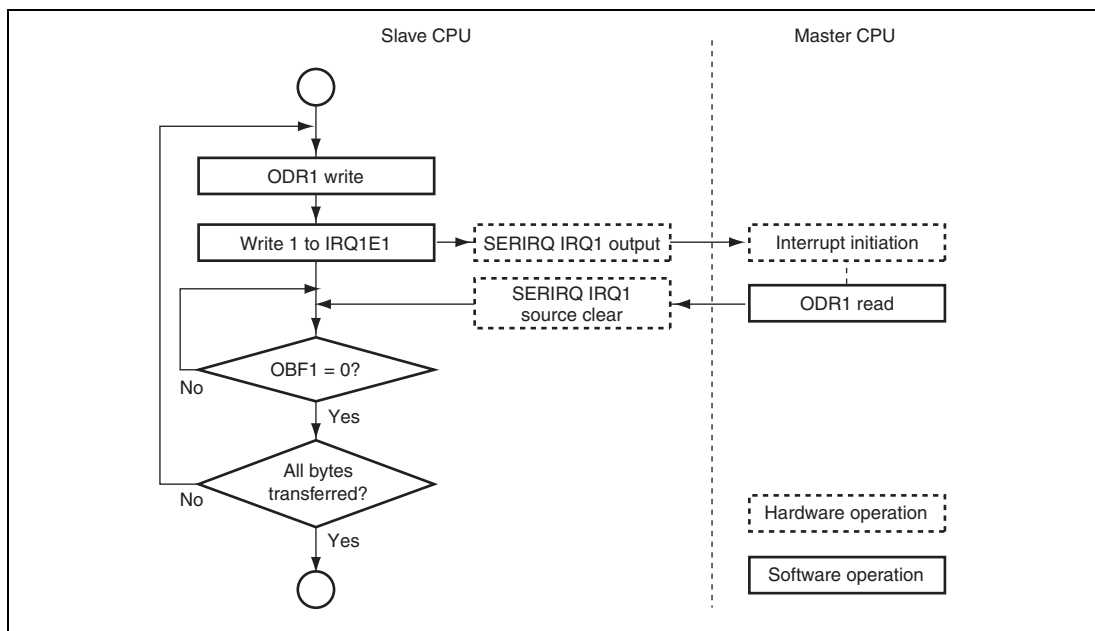 Slave CPU
Master CPU
ODR1 write
Write 1 to IRQ1E1
SERIRQ IRQ1 output
Interrupt initiation
SERIRQ IRQ1
source clear
ODR1 read
OBF1 = 0?
No
Yes
All bytes
transferred?
No
Yes
Hardware operation
Software operation